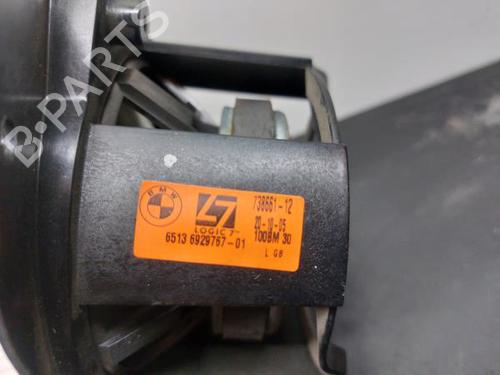 B-PARTS
BMW
LOGIC 7
6513 6929767-01
738661-12
20-10-05
100BM 30
L GB